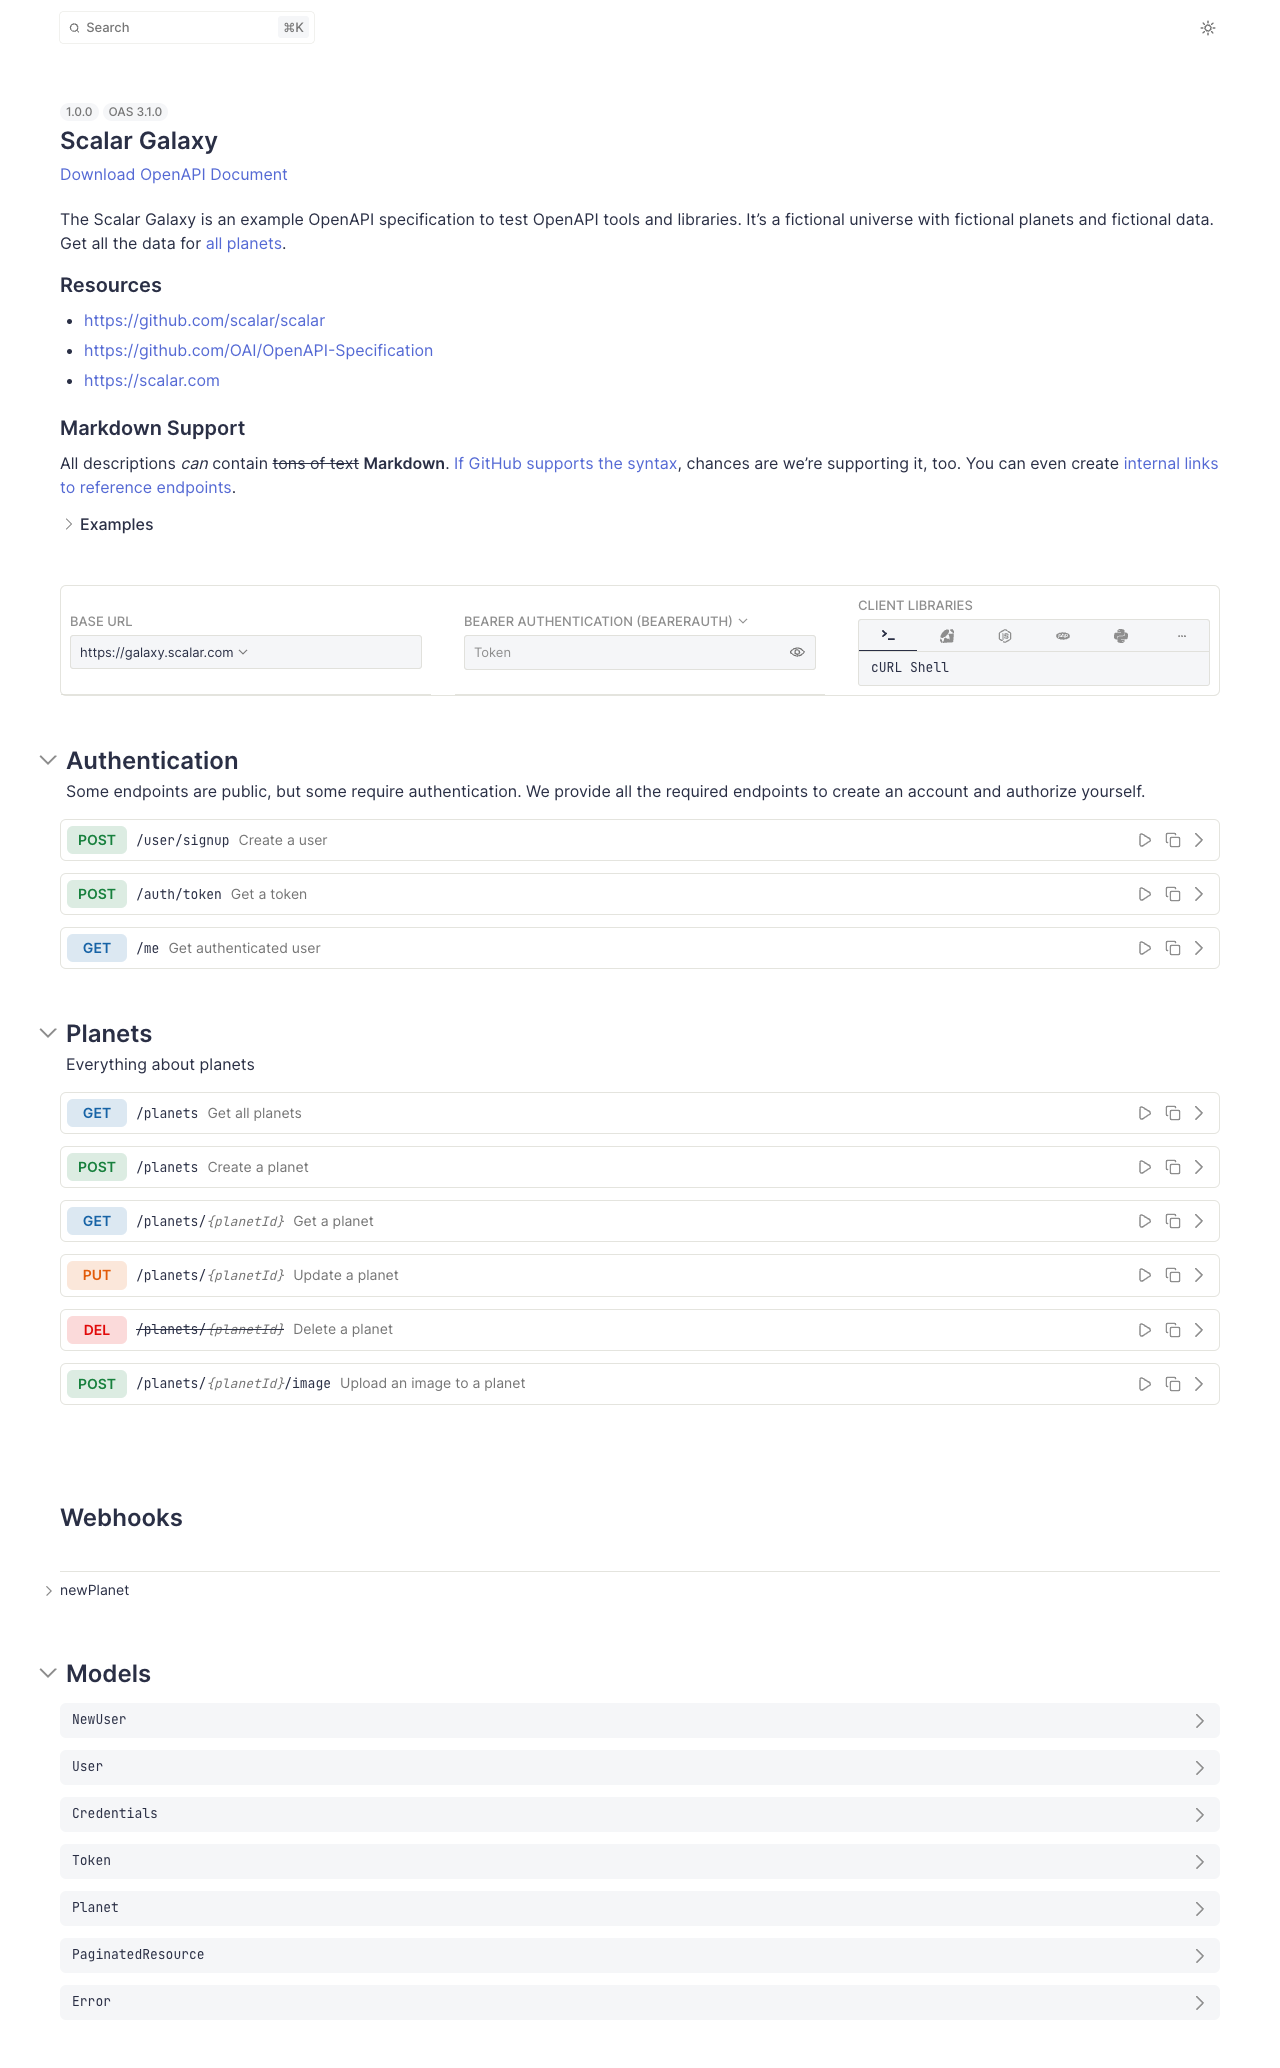 Search ⌘K
1.0.0 OAS 3.1.0
Scalar Galaxy
Download OpenAPI Document
The Scalar Galaxy is an example OpenAPI specification to test OpenAPI tools and libraries. It’s a fictional universe with fictional planets and fictional data.
Get all the data for all planets.
Resources
https://github.com/scalar/scalar
https://github.com/OAI/OpenAPI-Specification
https://scalar.com
Markdown Support
All descriptions can contain tons of text Markdown. If GitHub supports the syntax, chances are we’re supporting it, too. You can even create internal links
to reference endpoints.
Examples
BASE URL
https://galaxy.scalar.com
BEARER AUTHENTICATION (BEARERAUTH)
Token
CLIENT LIBRARIES
cURL Shell
Authentication
Some endpoints are public, but some require authentication. We provide all the required endpoints to create an account and authorize yourself.
POST /user/signup Create a user
POST /auth/token Get a token
GET /me Get authenticated user
Planets
Everything about planets
GET /planets Get all planets
POST /planets Create a planet
GET /planets/{planetId} Get a planet
PUT /planets/{planetId} Update a planet
DEL /planets/{planetId} Delete a planet
POST /planets/{planetId}/image Upload an image to a planet
Webhooks
newPlanet
Models
NewUser
User
Credentials
Token
Planet
PaginatedResource
Error